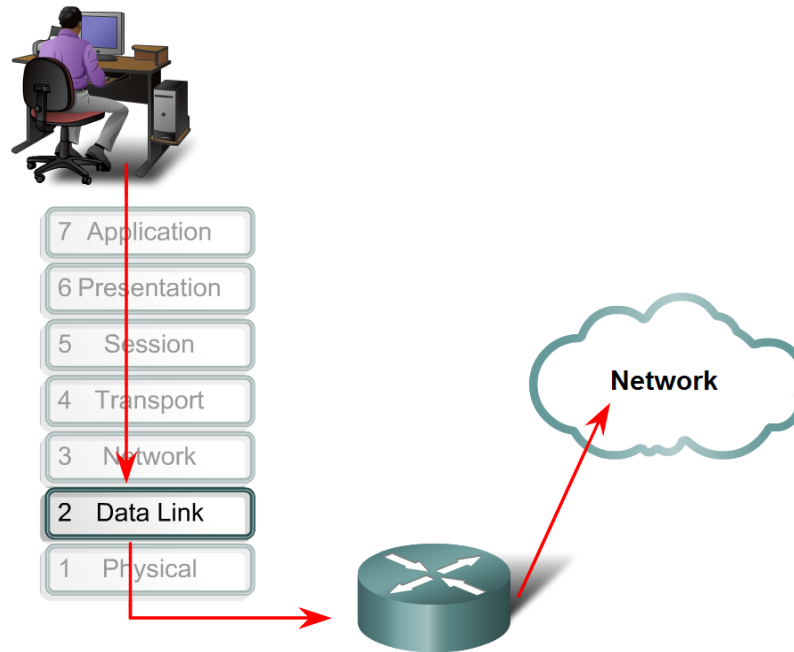 7 Application
6 Presentation
5 Session
4 Transport
3 Network
2 Data Link
1 Physical
Network